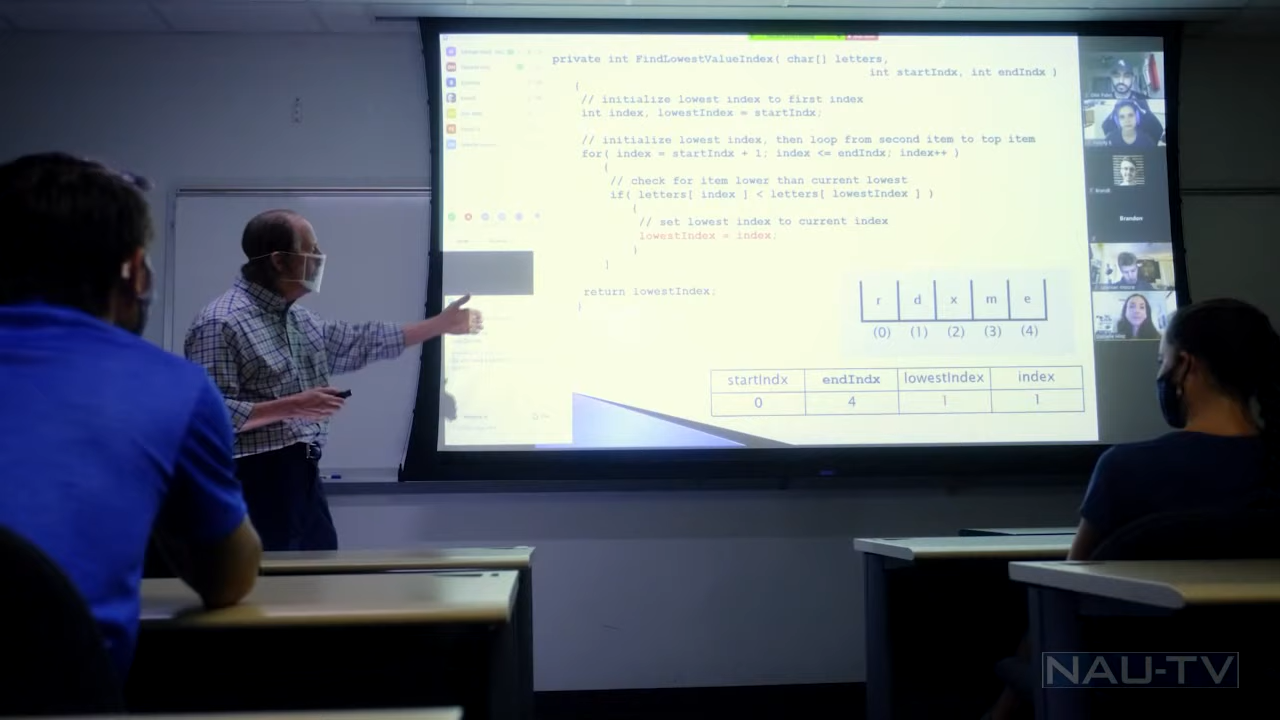 private int FindLowestValueIndex( char[] letters,
int startIndx, int endIndx )
{
// initialize lowest index to first index
int index, lowestIndex = startIndx;
// initialize lowest index, then loop from second item to top item
for( index = startIndx + 1; index <= endIndx; index++ )
{
// check for item lower than current lowest
if( letters[ index ] < letters[ lowestIndex ] )
{
// set lowest index to current index
lowestIndex = index;
}
}
return lowestIndex;
}
r d x m e
(0) (1) (2) (3) (4)
startIndx endIndx lowestIndex index
0 4 1 1
Brandon
NAU-TV